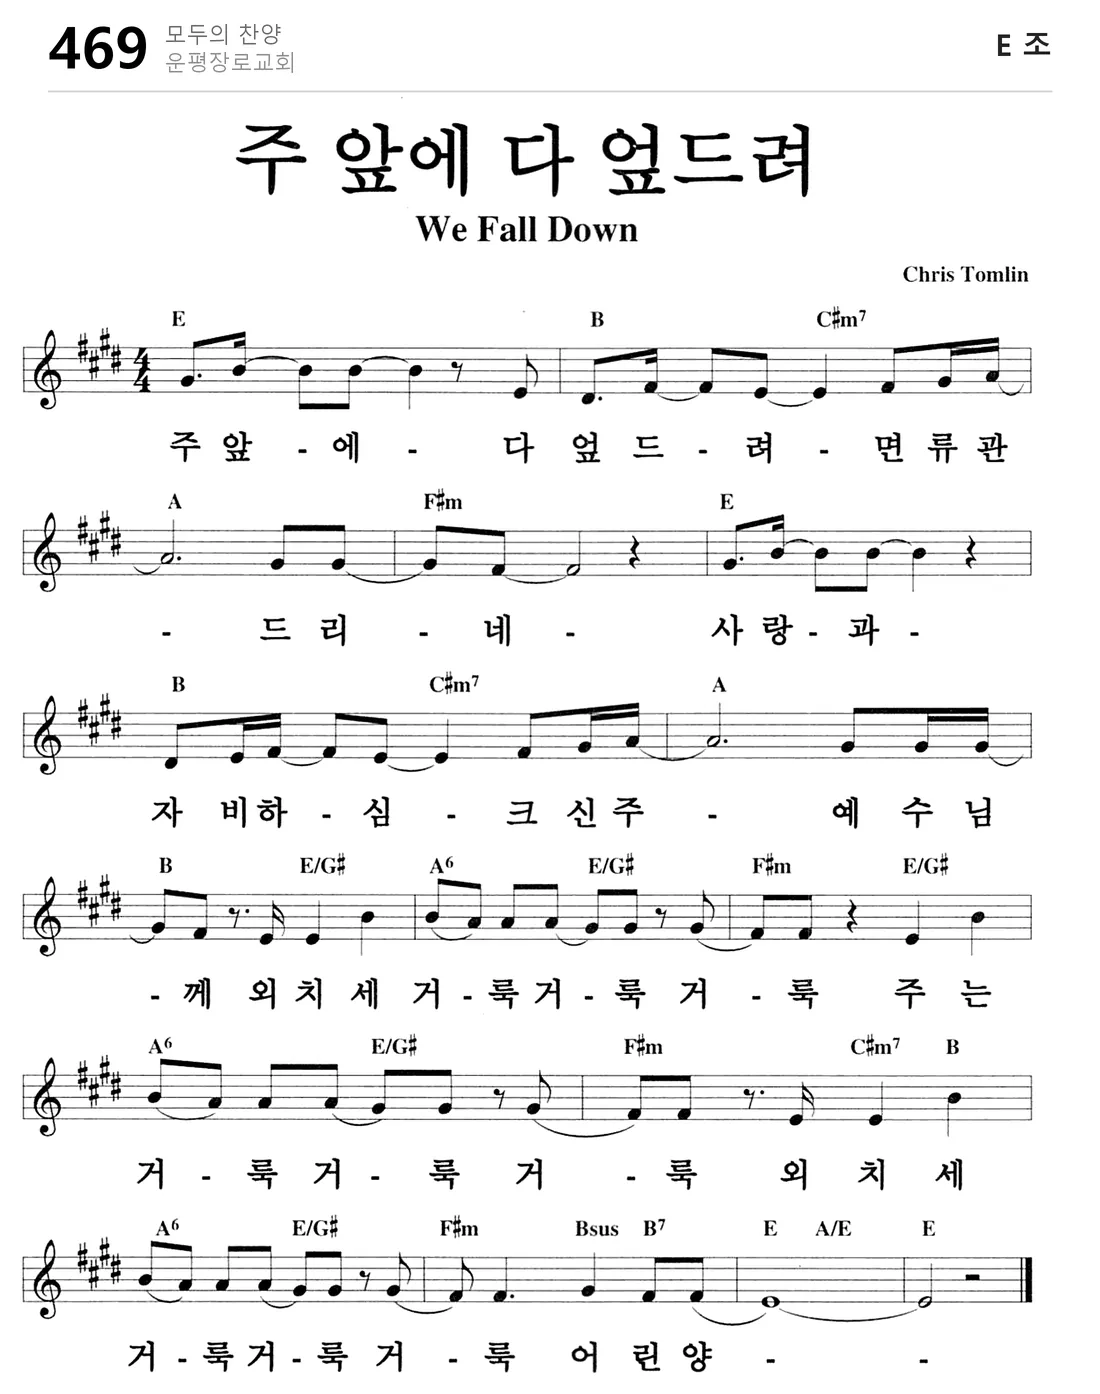 469 모두의 찬양
운평장로교회
E 조
주 앞에 다 엎드려
We Fall Down
Chris Tomlin
E B C#m7
4/4
주 앞 - 에 - 다 엎 드 - 려 - 면 류 관
A F#m E
- 드 리 - 네 - 사 랑 - 과 -
B C#m7 A
자 비 하 - 심 - 크 신 주 - 예 수 님
B E/G# A6 E/G# F#m E/G#
- 께 외 치 세 거 - 룩 거 - 룩 거 - 룩 주 는
A6 E/G# F#m C#m7 B
거 - 룩 거 - 룩 거 - 룩 외 치 세
A6 E/G# F#m Bsus B7 E A/E E
거 - 룩 거 - 룩 거 - 룩 어 린 양 - -